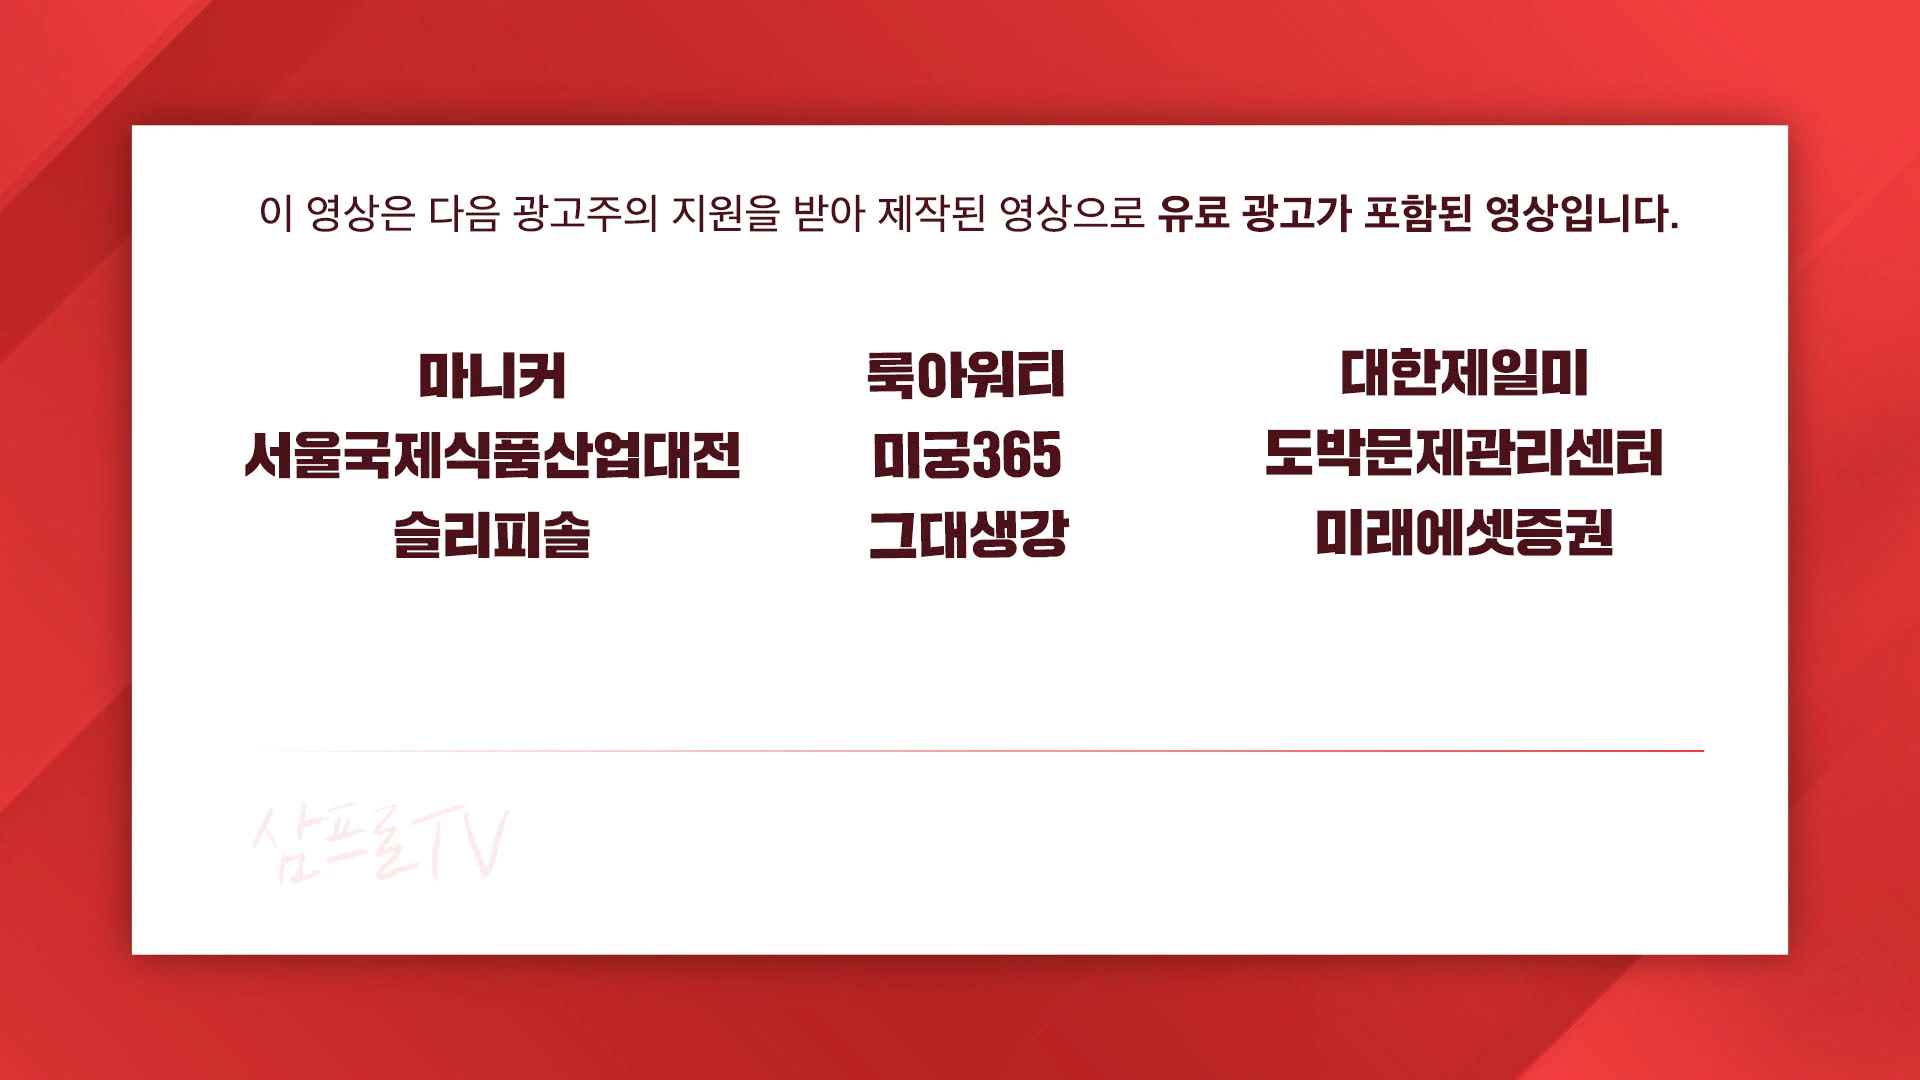 이 영상은 다음 광고주의 지원을 받아 제작된 영상으로 유료 광고가 포함된 영상입니다.
마니커 룩아워티 대한제일미
서울국제식품산업대전 미궁365 도박문제관리센터
슬리피솔 그대생강 미래에셋증권
삼프로TV